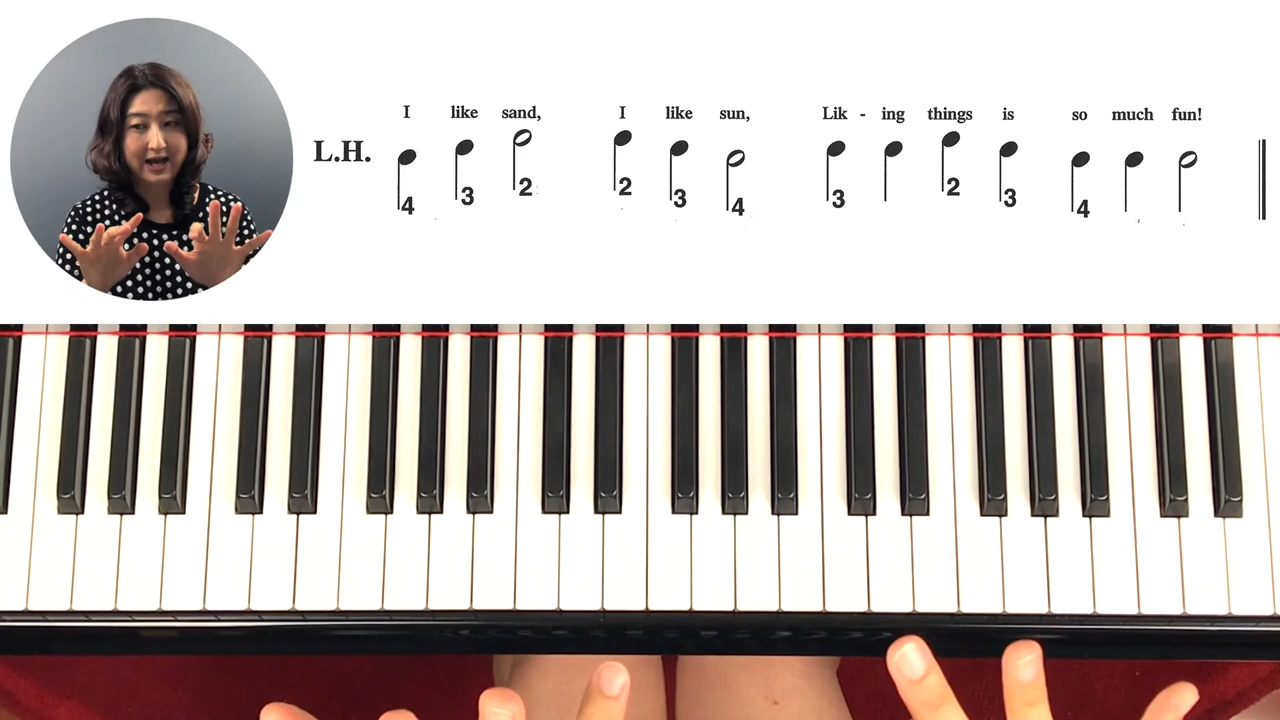 I like sand, I like sun, Lik - ing things is so much fun!
L.H.
4 3 2 2 3 4 3 2 3 4